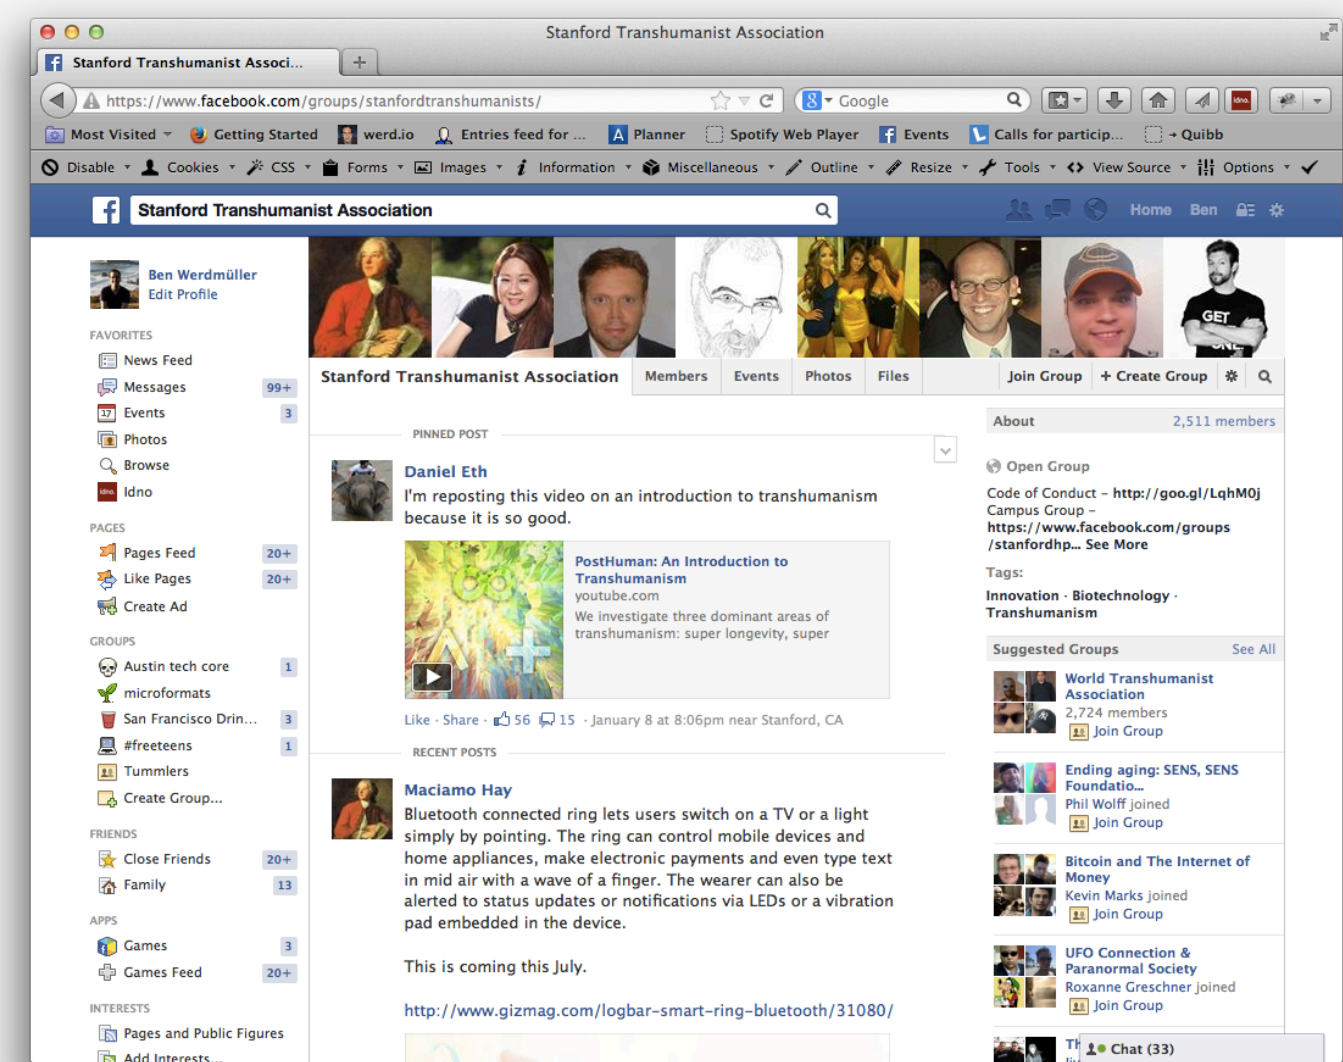 Stanford Transhumanist Association
Stanford Transhumanist Associ...
https://www.facebook.com/groups/stanfordtranshumanists/
Google
idno.
Most Visited
Getting Started
werd.io
Entries feed for ...
Planner
Spotify Web Player
Events
Calls for particip...
→ Quibb
Disable
Cookies
CSS
Forms
Images
Information
Miscellaneous
Outline
Resize
Tools
View Source
Options
Stanford Transhumanist Association
Home
Ben
Ben Werdmüller
Edit Profile
FAVORITES
News Feed
Messages 99+
17 Events 3
Photos
Browse
idno. Idno
PAGES
Pages Feed 20+
Like Pages 20+
Create Ad
GROUPS
Austin tech core 1
microformats
San Francisco Drin... 3
#freeteens 1
Tummlers
Create Group...
FRIENDS
Close Friends 20+
Family 13
APPS
Games 3
Games Feed 20+
INTERESTS
Pages and Public Figures
Add Interests...
GET
ONE.
Stanford Transhumanist Association
Members
Events
Photos
Files
Join Group
+ Create Group
PINNED POST
Daniel Eth
I'm reposting this video on an introduction to transhumanism
because it is so good.
PostHuman: An Introduction to
Transhumanism
youtube.com
We investigate three dominant areas of
transhumanism: super longevity, super
Like · Share · 56 15 · January 8 at 8:06pm near Stanford, CA
RECENT POSTS
Maciamo Hay
Bluetooth connected ring lets users switch on a TV or a light
simply by pointing. The ring can control mobile devices and
home appliances, make electronic payments and even type text
in mid air with a wave of a finger. The wearer can also be
alerted to status updates or notifications via LEDs or a vibration
pad embedded in the device.
This is coming this July.
http://www.gizmag.com/logbar-smart-ring-bluetooth/31080/
About 2,511 members
Open Group
Code of Conduct – http://goo.gl/LqhM0j
Campus Group –
https://www.facebook.com/groups
/stanfordhp... See More
Tags:
Innovation · Biotechnology ·
Transhumanism
Suggested Groups See All
World Transhumanist
Association
2,724 members
Join Group
Ending aging: SENS, SENS
Foundatio...
Phil Wolff joined
Join Group
Bitcoin and The Internet of
Money
Kevin Marks joined
Join Group
UFO Connection &
Paranormal Society
Roxanne Greschner joined
Join Group
Chat (33)